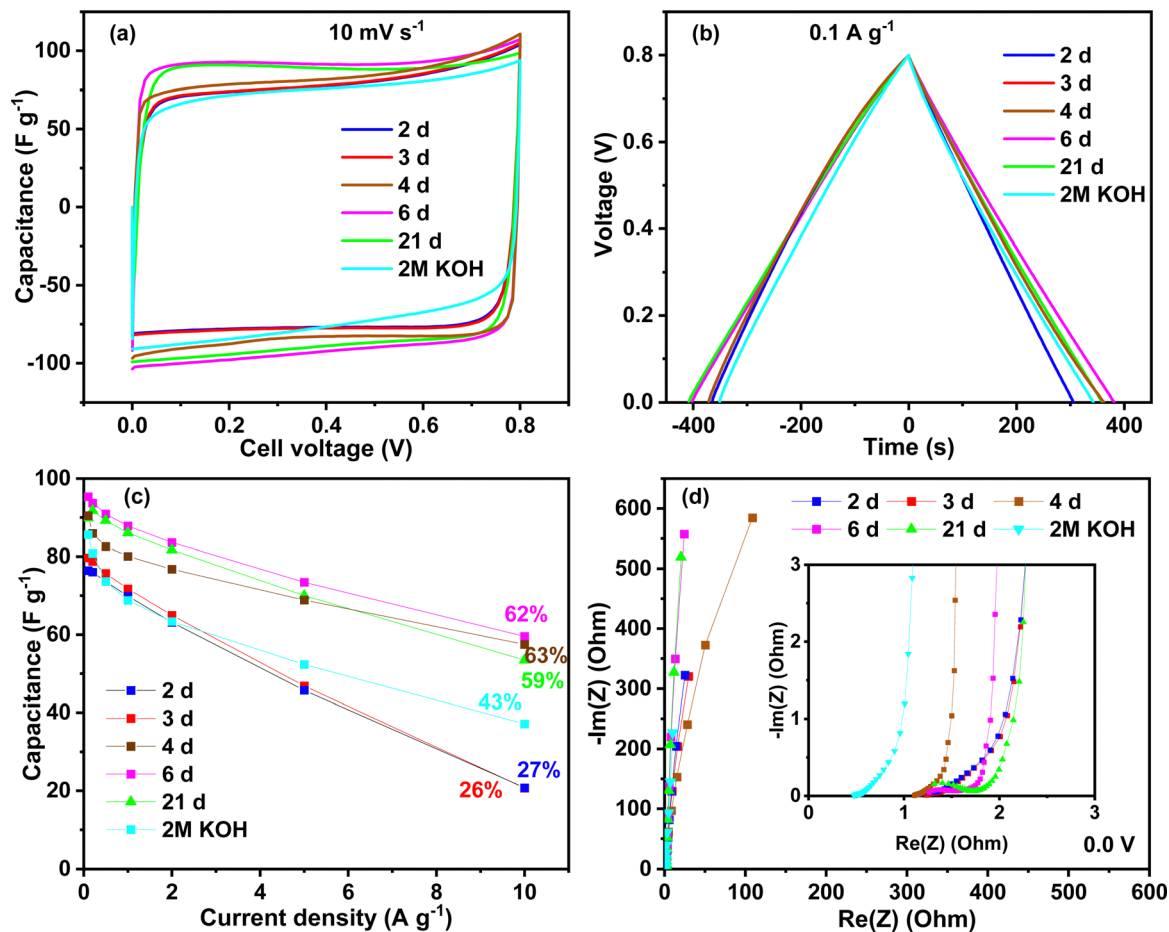 (a)
10 mV s⁻¹
Capacitance (F g⁻¹)
100
50
0
-50
-100
2 d
3 d
4 d
6 d
21 d
2M KOH
0.0 0.2 0.4 0.6 0.8
Cell voltage (V)
(b)
0.1 A g⁻¹
Voltage (V)
0.8
0.6
0.4
0.2
0.0
2 d
3 d
4 d
6 d
21 d
2M KOH
-400 -200 0 200 400
Time (s)
(c)
Capacitance (F g⁻¹)
100
80
60
40
20
0
62%
63%
59%
43%
27%
26%
2 d
3 d
4 d
6 d
21 d
2M KOH
0 2 4 6 8 10
Current density (A g⁻¹)
(d)
-Im(Z) (Ohm)
600
550
500
450
400
350
300
250
200
150
100
50
0
2 d 3 d 4 d
6 d 21 d 2M KOH
-Im(Z) (Ohm)
3
2
1
0
0 1 2 3
Re(Z) (Ohm)
0.0 V
0 100 200 300 400 500 600
Re(Z) (Ohm)